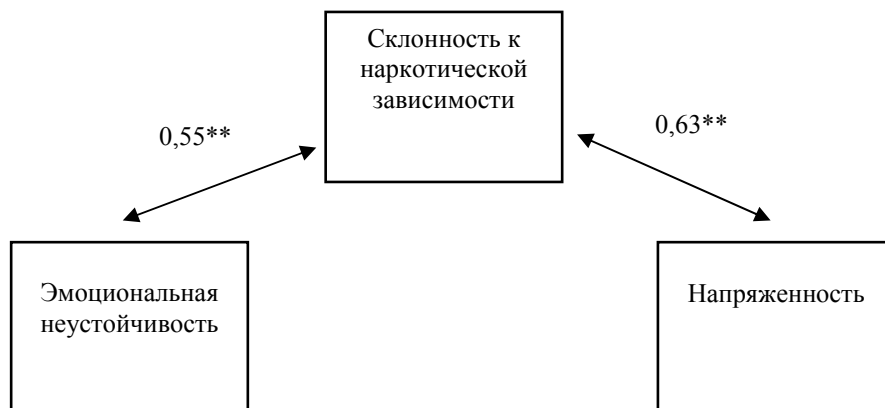 Склонность к
наркотической
зависимости
0,55**
0,63**
Эмоциональная
неустойчивость
Напряженность